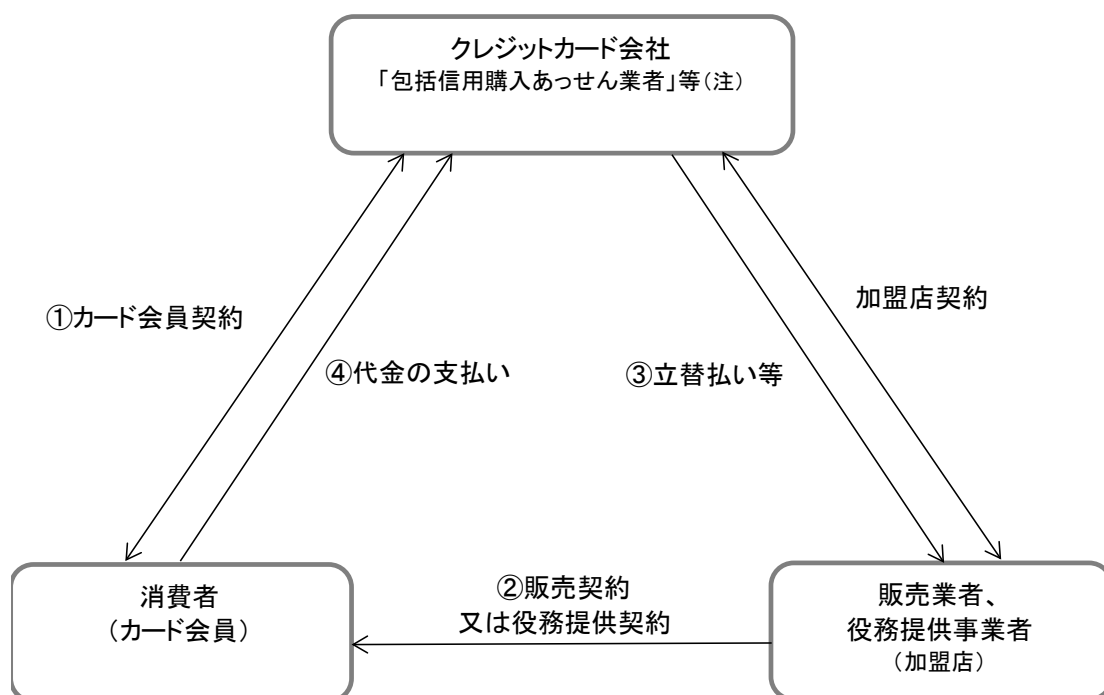 クレジットカード会社
「包括信用購入あっせん業者」等(注)
加盟店契約
①カード会員契約
④代金の支払い
③立替払い等
②販売契約
又は役務提供契約
消費者
(カード会員)
販売業者、
役務提供事業者
(加盟店)